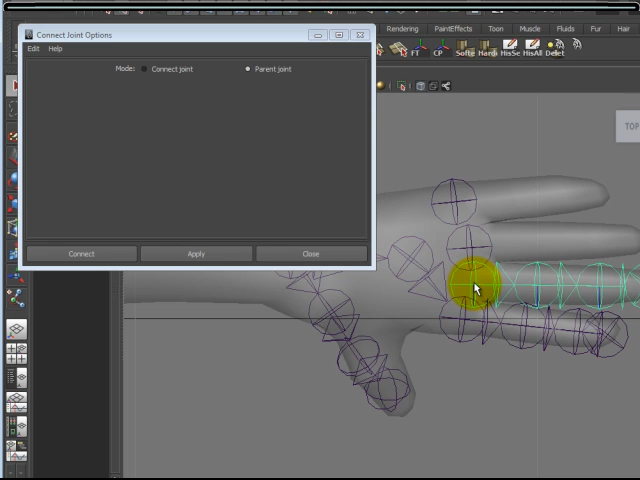 Connect Joint Options
Edit Help
Mode: Connect joint Parent joint
Connect Apply Close
Rendering PaintEffects Toon Muscle Fluids Fur Hair
FT CP Softe Hard HisSe HisAll Delet
TOP